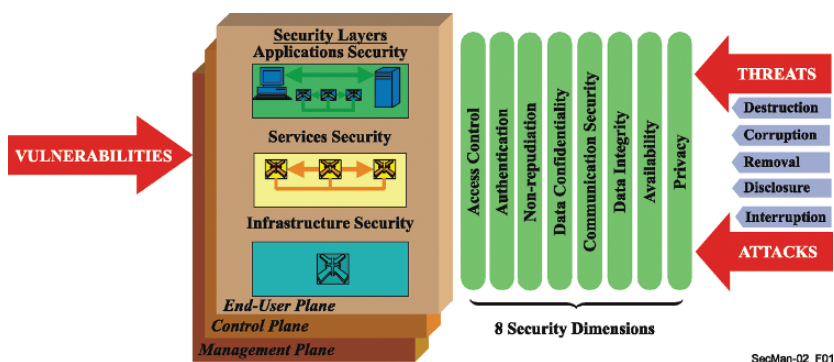 Security Layers
Applications Security
VULNERABILITIES
Services Security
Infrastructure Security
End-User Plane
Control Plane
Management Plane
Access Control
Authentication
Non-repudiation
Data Confidentiality
Communication Security
Data Integrity
Availability
Privacy
8 Security Dimensions
THREATS
Destruction
Corruption
Removal
Disclosure
Interruption
ATTACKS
SecMan-02_F01